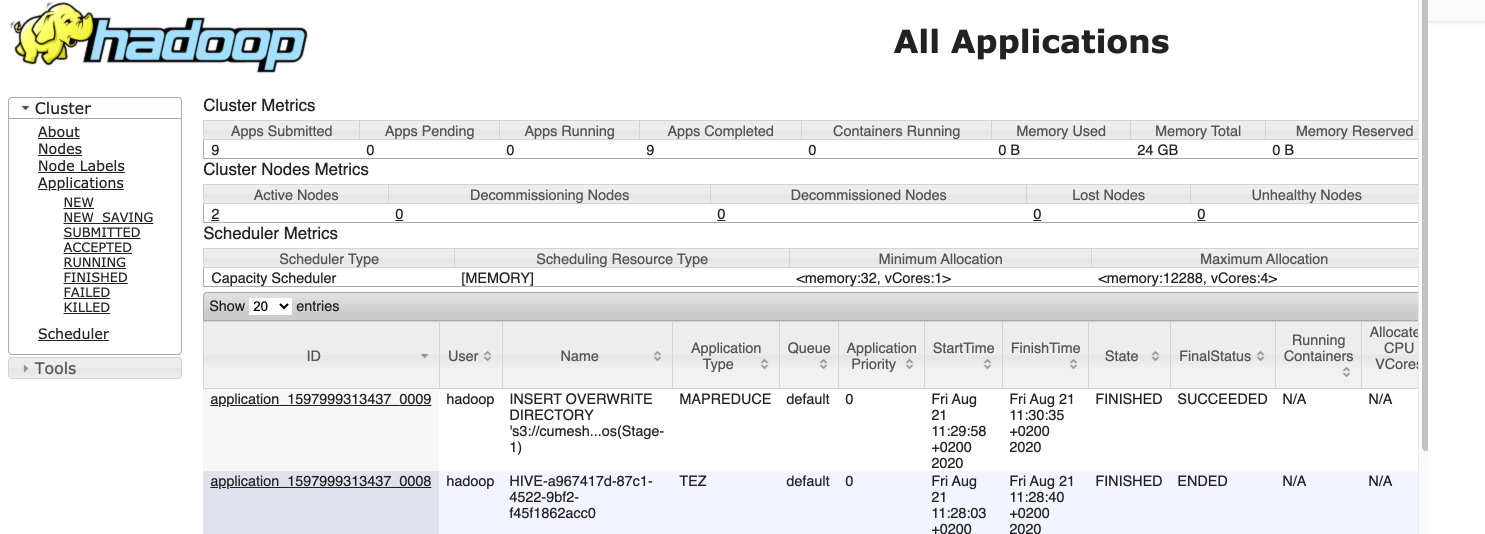 hadoop
All Applications
Cluster
About
Nodes
Node Labels
Applications
NEW
NEW_SAVING
SUBMITTED
ACCEPTED
RUNNING
FINISHED
FAILED
KILLED
Scheduler
Tools
Cluster Metrics
Apps Submitted Apps Pending Apps Running Apps Completed Containers Running Memory Used Memory Total Memory Reserved
9 0 0 9 0 0 B 24 GB 0 B
Cluster Nodes Metrics
Active Nodes Decommissioning Nodes Decommissioned Nodes Lost Nodes Unhealthy Nodes
2 0 0 0 0
Scheduler Metrics
Scheduler Type Scheduling Resource Type Minimum Allocation Maximum Allocation
Capacity Scheduler [MEMORY] <memory:32, vCores:1> <memory:12288, vCores:4>
Show 20 entries
ID User Name Application Type Queue Application Priority StartTime FinishTime State FinalStatus Running Containers Allocate CPU VCores
application_1597999313437_0009 hadoop INSERT OVERWRITE MAPREDUCE default 0 Fri Aug Fri Aug 21 FINISHED SUCCEEDED N/A N/A
DIRECTORY 21 11:30:35
's3://cumesh...os(Stage- 11:29:58 +0200
1) +0200 2020
2020
application_1597999313437_0008 hadoop HIVE-a967417d-87c1- TEZ default 0 Fri Aug Fri Aug 21 FINISHED ENDED N/A N/A
4522-9bf2- 21 11:28:40
f45f1862acc0 11:28:03 +0200
+0200 2020